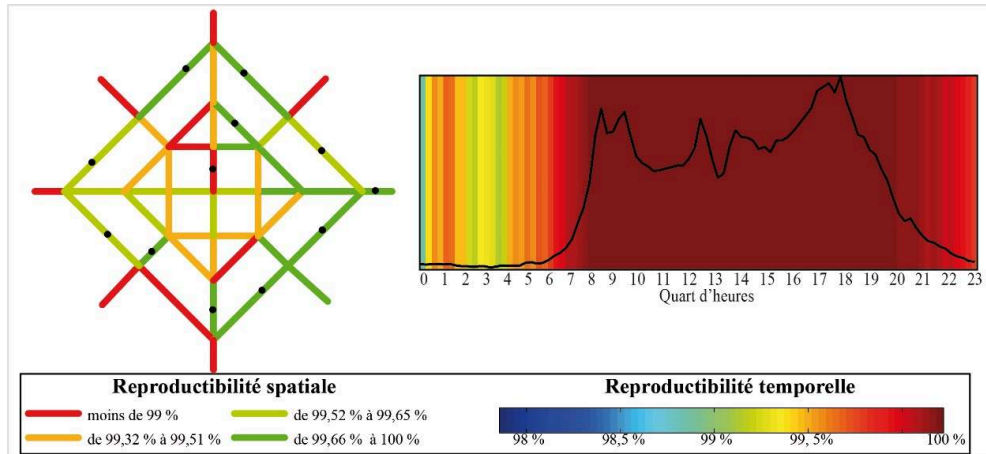 0 1 2 3 4 5 6 7 8 9 10 11 12 13 14 15 16 17 18 19 20 21 22 23
Quart d'heures
Reproductibilité spatiale
moins de 99 %
de 99,52 % à 99,65 %
de 99,32 % à 99,51 %
de 99,66 % à 100 %
Reproductibilité temporelle
98 % 98,5 % 99 % 99, 5% 100 %